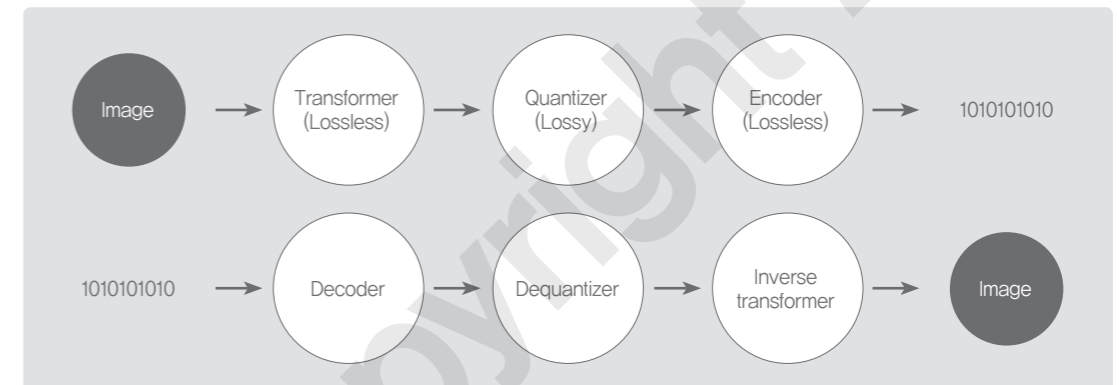 Image
Transformer
(Lossless)
Quantizer
(Lossy)
Encoder
(Lossless)
1010101010
1010101010
Decoder
Dequantizer
Inverse
transformer
Image